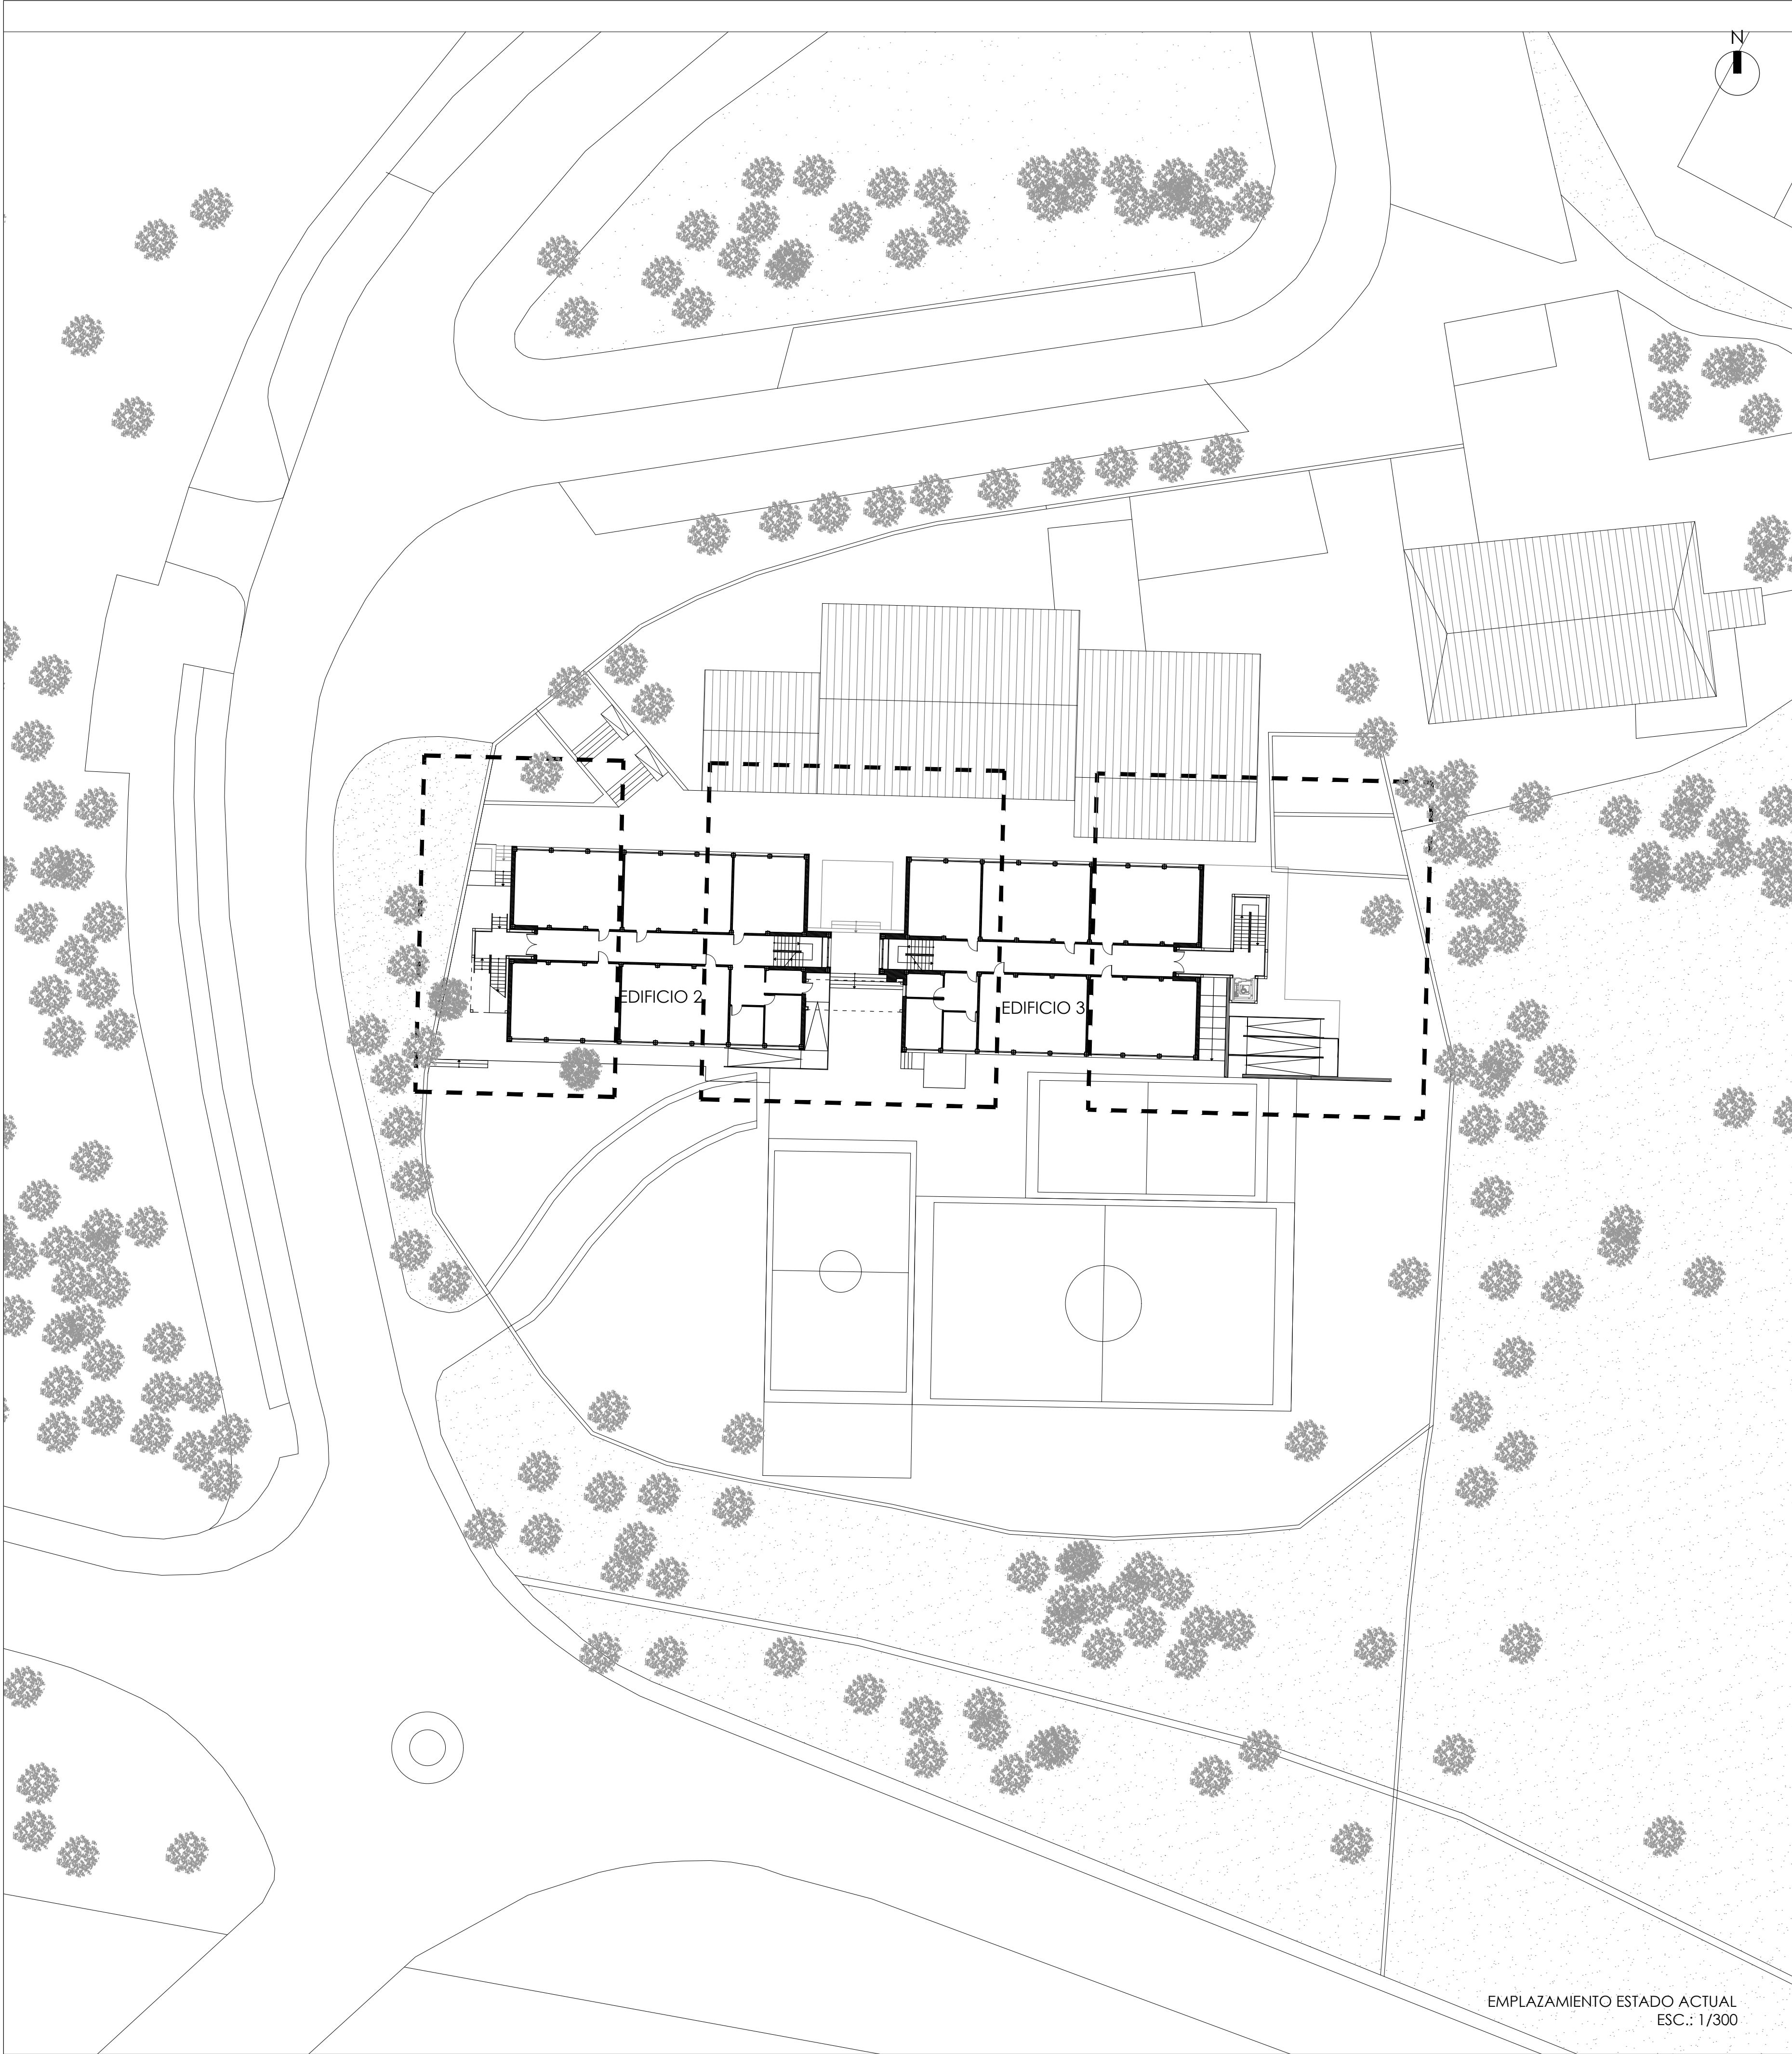 N
EDIFICIO 2
EDIFICIO 3
EMPLAZAMIENTO ESTADO ACTUAL
ESC.: 1/300